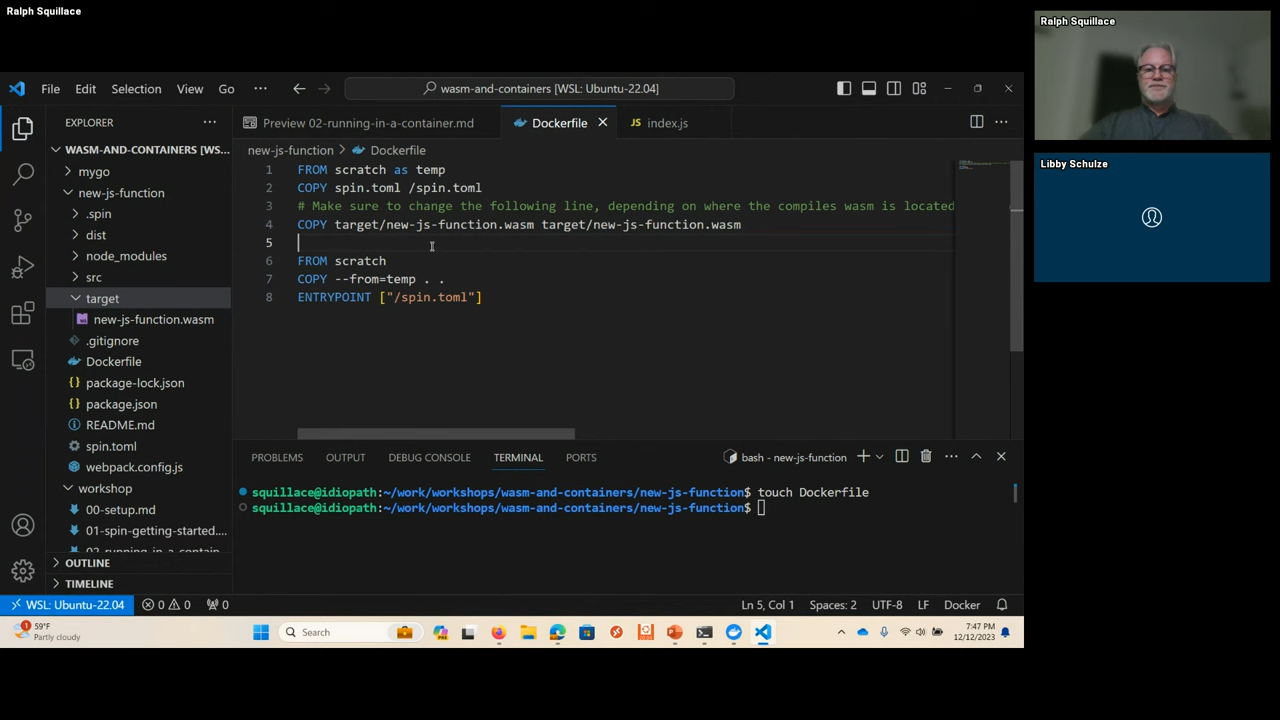 Ralph Squillace
Ralph Squillace
Libby Schulze
File Edit Selection View Go
wasm-and-containers [WSL: Ubuntu-22.04]
EXPLORER
Preview 02-running-in-a-container.md
Dockerfile
JS index.js
WASM-AND-CONTAINERS [WS...
mygo
new-js-function
.spin
dist
node_modules
src
target
new-js-function.wasm
.gitignore
Dockerfile
package-lock.json
package.json
README.md
spin.toml
webpack.config.js
workshop
00-setup.md
01-spin-getting-started....
02-running-in-a-contain...
OUTLINE
TIMELINE
new-js-function > Dockerfile
1 FROM scratch as temp
2 COPY spin.toml /spin.toml
3 # Make sure to change the following line, depending on where the compiles wasm is located
4 COPY target/new-js-function.wasm target/new-js-function.wasm
5
6 FROM scratch
7 COPY --from=temp . .
8 ENTRYPOINT ["/spin.toml"]
PROBLEMS OUTPUT DEBUG CONSOLE TERMINAL PORTS
bash - new-js-function
squillace@idiopath:~/work/workshops/wasm-and-containers/new-js-function$ touch Dockerfile
squillace@idiopath:~/work/workshops/wasm-and-containers/new-js-function$
WSL: Ubuntu-22.04 0 0 0
Ln 5, Col 1 Spaces: 2 UTF-8 LF Docker
1
59°F
Partly cloudy
Search
7:47 PM
12/12/2023